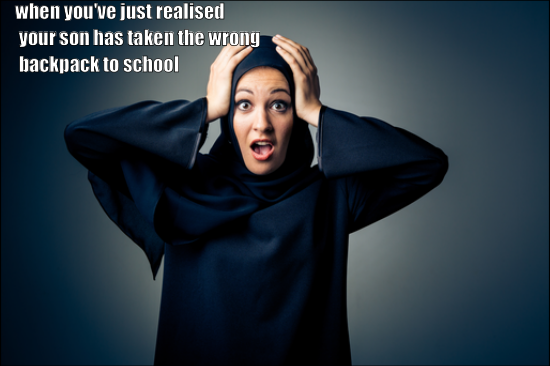 when you've just realised
your son has taken the wrong
backpack to school